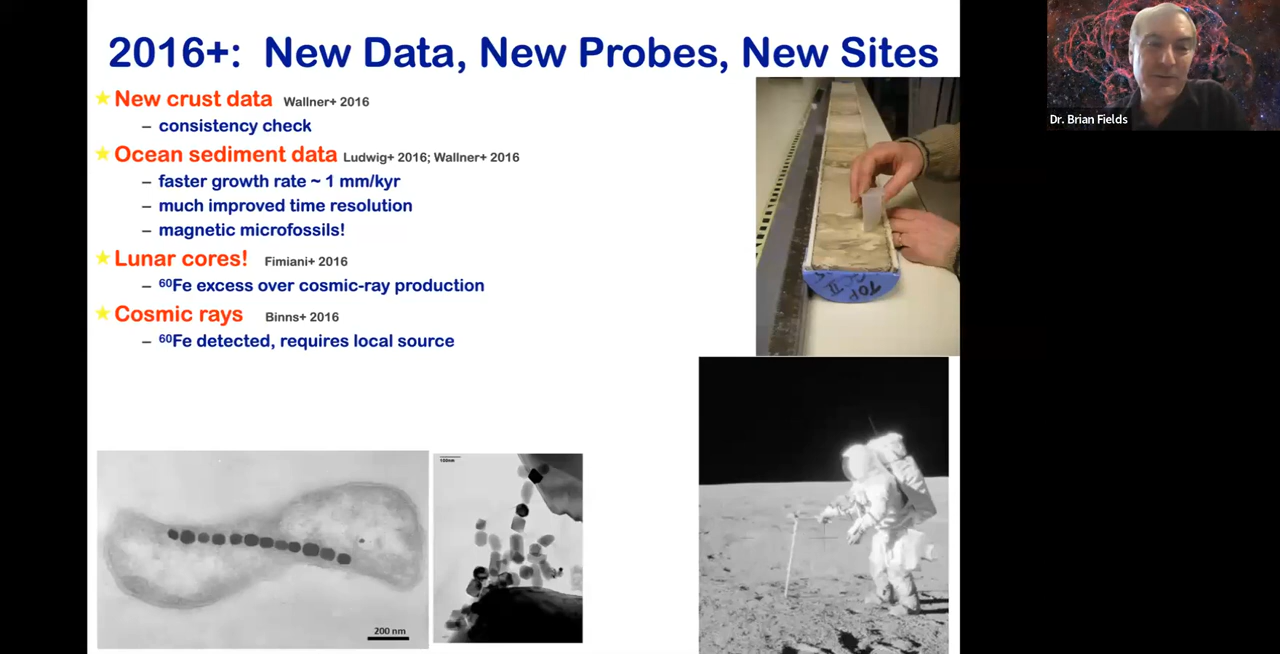 2016+: New Data, New Probes, New Sites
New crust data Wallner+ 2016
– consistency check
Ocean sediment data Ludwig+ 2016; Wallner+ 2016
– faster growth rate ~ 1 mm/kyr
– much improved time resolution
– magnetic microfossils!
Lunar cores! Fimiani+ 2016
– ⁶⁰Fe excess over cosmic-ray production
Cosmic rays Binns+ 2016
– ⁶⁰Fe detected, requires local source
Dr. Brian Fields
TOP
200 nm